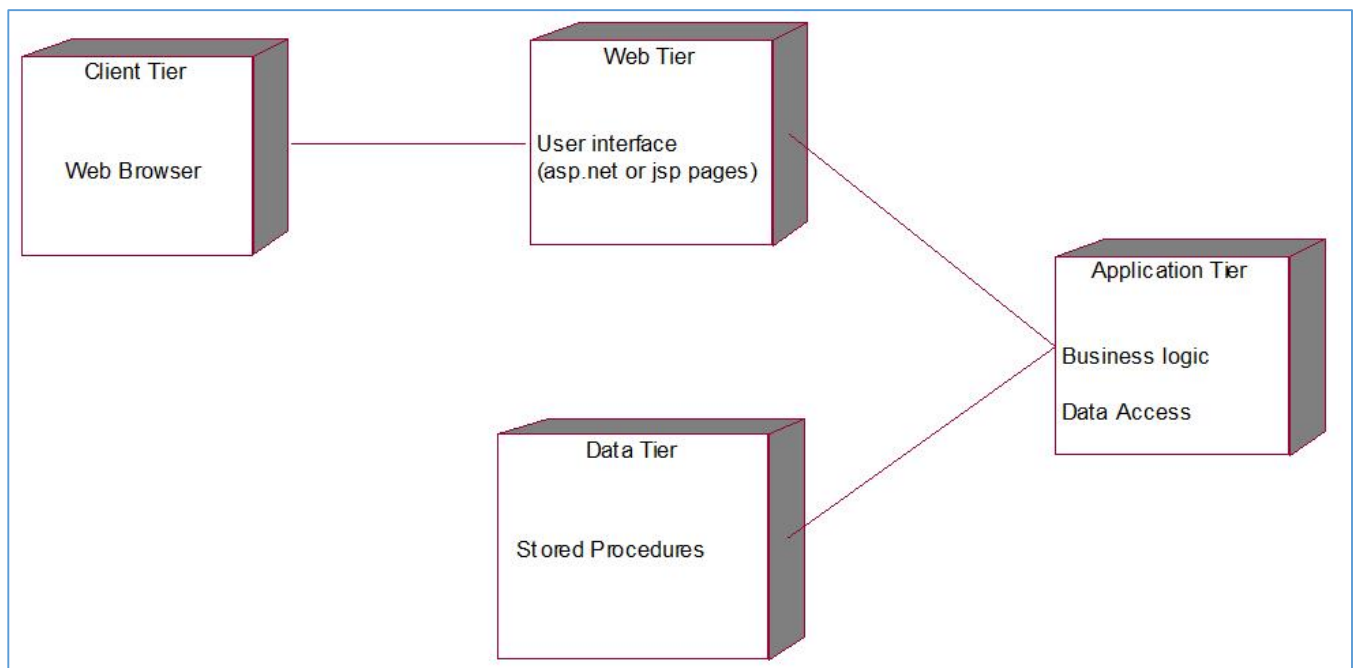 Client Tier
Web Browser
Web Tier
User interface
(asp.net or jsp pages)
Application Tier
Business logic
Data Access
Data Tier
Stored Procedures